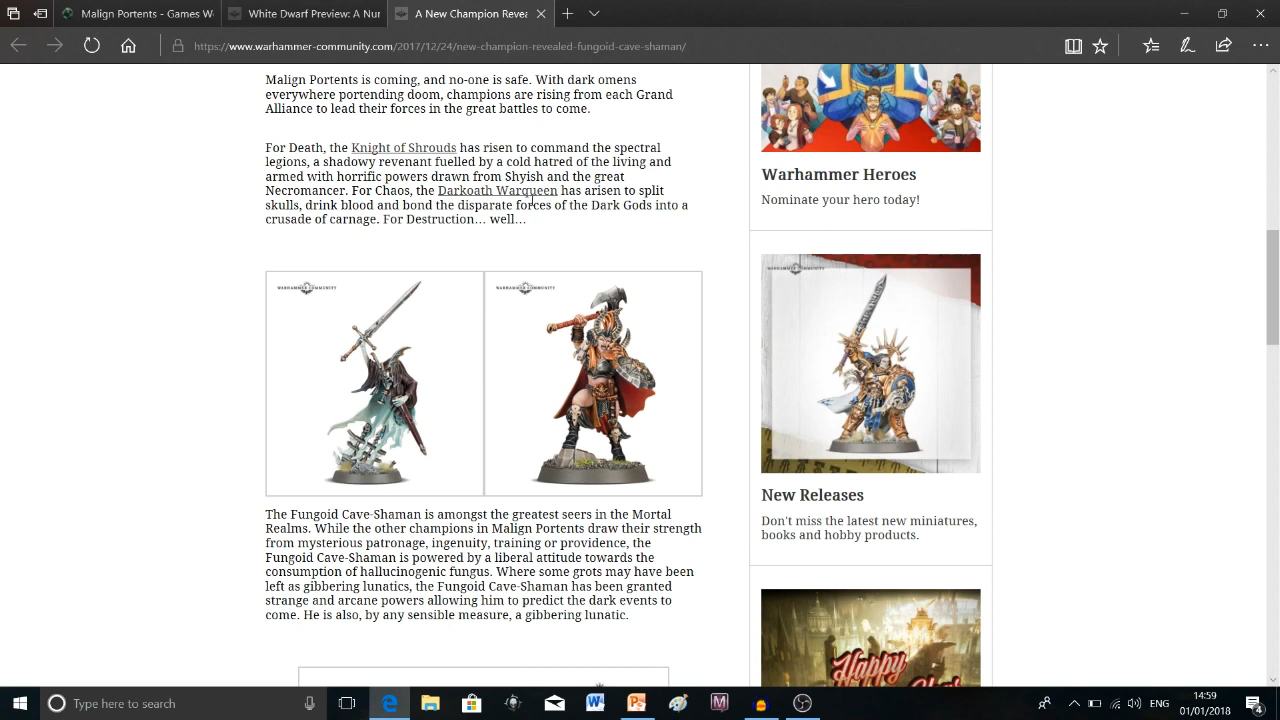 Malign Portents - Games W
White Dwarf Teaser: A Nur
A New Champion Revea
https://www.warhammer-community.com/2017/12/24/new-champion-revealed-fungoid-cave-shaman/
Malign Portents is coming, and no-one is safe. With dark omens
everywhere portending doom, champions are rising from each Grand
Alliance to lead their forces in the great battles to come.
For Death, the Knight of Shrouds has risen to command the spectral
legions, a shadowy revenant fuelled by a cold hatred of the living and
armed with horrific powers drawn from Shyish and the great
Necromancer. For Chaos, the Darkoath Warqueen has arisen to split
skulls, drink blood and bond the disparate forces of the Dark Gods into a
crusade of carnage. For Destruction… well…
WARHAMMER COMMUNITY
WARHAMMER COMMUNITY
The Fungoid Cave-Shaman is amongst the greatest seers in the Mortal
Realms. While the other champions in Malign Portents draw their strength
from mysterious patronage, ingenuity, training or providence, the
Fungoid Cave-Shaman is powered by a liberal attitude towards the
consumption of hallucinogenic fungus. Where some grots may have been
left as gibbering lunatics, the Fungoid Cave-Shaman has been granted
strange and arcane powers allowing him to predict the dark events to
come. He is also, by any sensible measure, a gibbering lunatic.
Warhammer Heroes
Nominate your hero today!
WARHAMMER COMMUNITY
New Releases
Don't miss the latest new miniatures,
books and hobby products.
Happy
Type here to search
ENG
14:59
01/01/2018
4